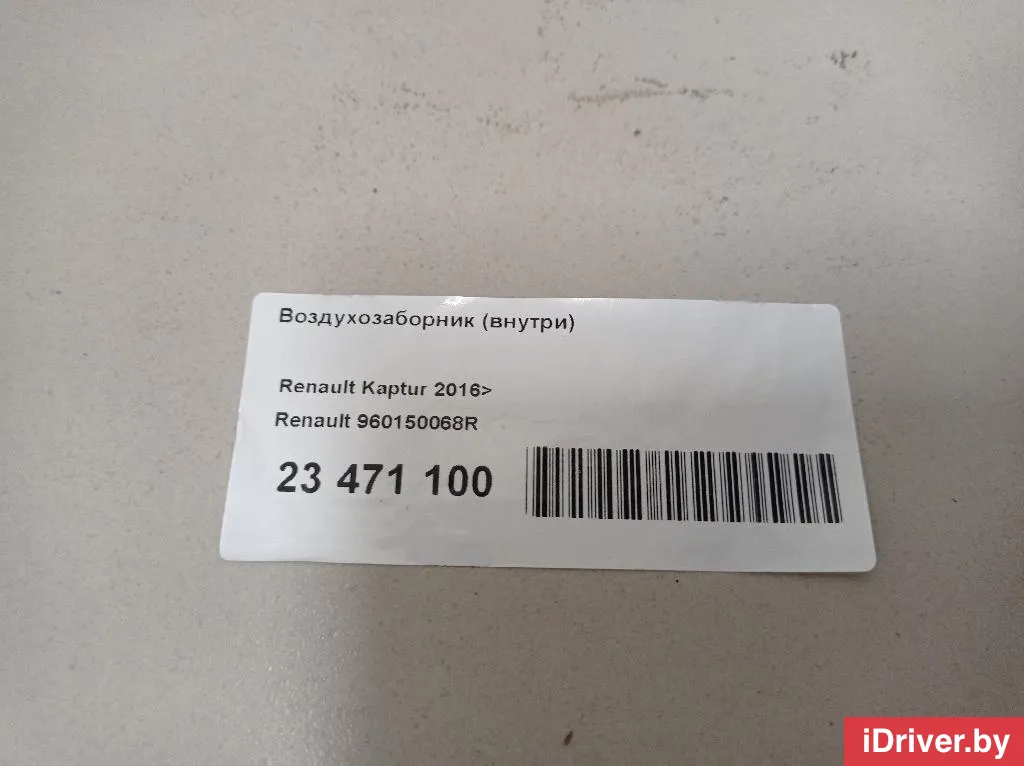 Воздухозаборник (внутри)
Renault Kaptur 2016>
Renault 960150068R
23 471 100
iDriver.by